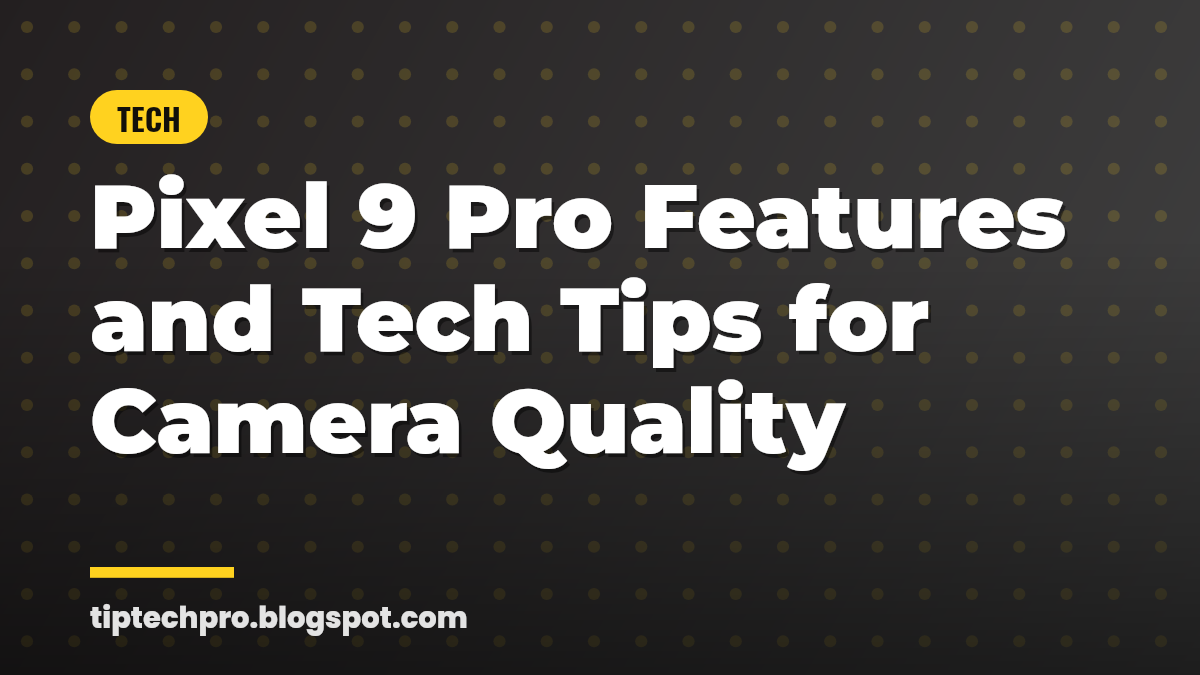 TECH
Pixel 9 Pro Features
and Tech Tips for
Camera Quality
tiptechpro.blogspot.com